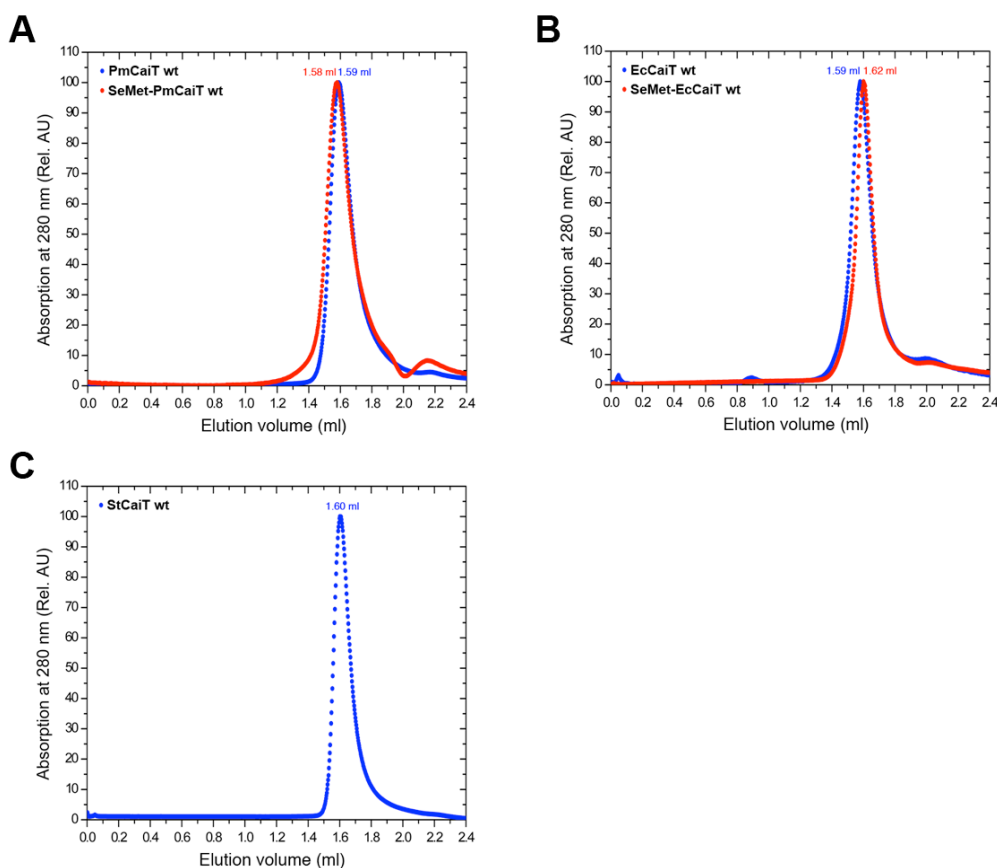 A
PmCaiT wt
SeMet-PmCaiT wt
1.58 ml 1.59 ml
110
100
90
80
70
60
50
40
30
20
10
0
Absorption at 280 nm (Rel. AU)
0.0 0.2 0.4 0.6 0.8 1.0 1.2 1.4 1.6 1.8 2.0 2.2 2.4
Elution volume (ml)
B
EcCaiT wt
SeMet-EcCaiT wt
1.59 ml 1.62 ml
110
100
90
80
70
60
50
40
30
20
10
0
Absorption at 280 nm (Rel. AU)
0.0 0.2 0.4 0.6 0.8 1.0 1.2 1.4 1.6 1.8 2.0 2.2 2.4
Elution volume (ml)
C
StCaiT wt
1.60 ml
110
100
90
80
70
60
50
40
30
20
10
0
Absorption at 280 nm (Rel. AU)
0.0 0.2 0.4 0.6 0.8 1.0 1.2 1.4 1.6 1.8 2.0 2.2 2.4
Elution volume (ml)